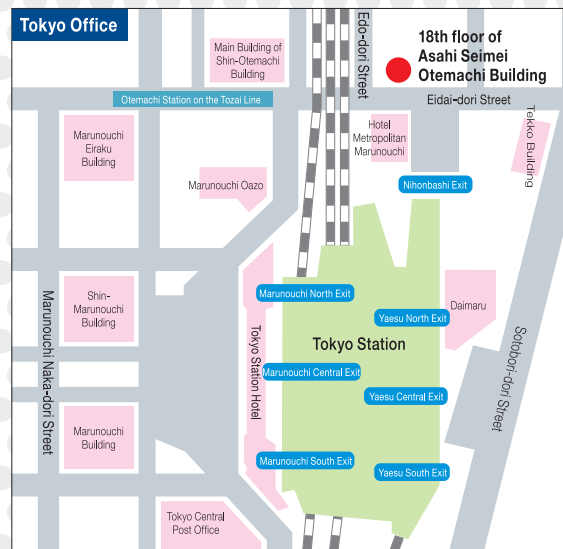 Tokyo Office
Main Building of
Shin-Otemachi
Building
Edo-dori Street
18th floor of
Asahi Seimei
Otemachi Building
Otemachi Station on the Tozai Line
Eidai-dori Street
Marunouchi
Eiraku
Building
Hotel
Metropolitan
Marunouchi
Tekko Building
Marunouchi Oazo
Nihonbashi Exit
Marunouchi Naka-dori Street
Shin-
Marunouchi
Building
Marunouchi North Exit
Daimaru
Yaesu North Exit
Tokyo Station Hotel
Tokyo Station
Sotobori-dori Street
Marunouchi Central Exit
Yaesu Central Exit
Marunouchi
Building
Marunouchi South Exit
Yaesu South Exit
Tokyo Central
Post Office